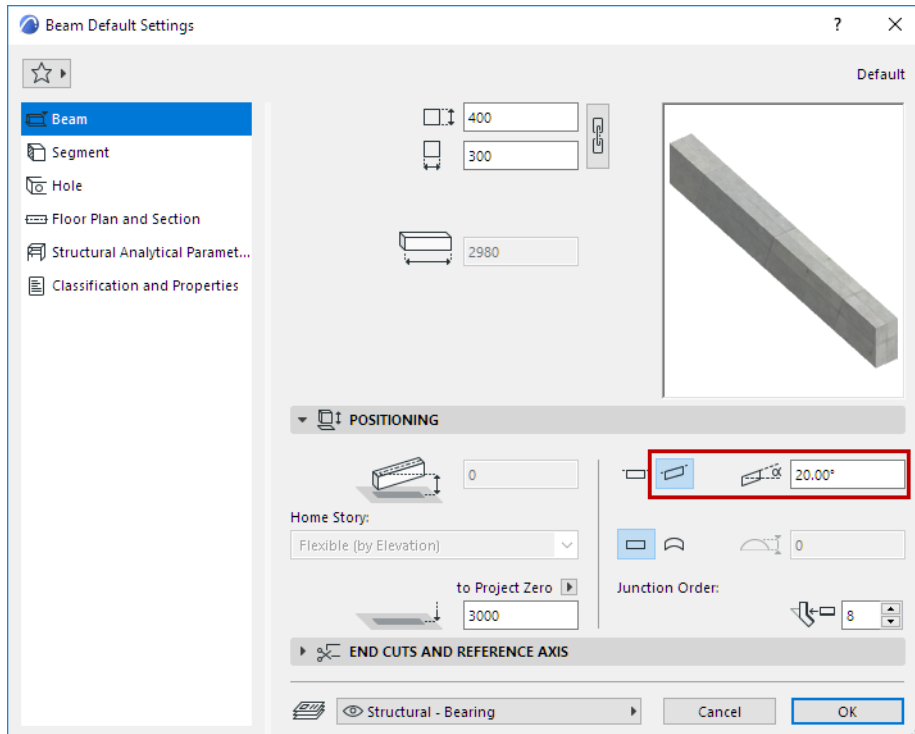 Beam Default Settings
?
Default
Beam
Segment
Hole
Floor Plan and Section
Structural Analytical Paramet...
Classification and Properties
400
300
2980
POSITIONING
0
α
20.00°
Home Story:
Flexible (by Elevation)
0
to Project Zero
3000
Junction Order:
8
END CUTS AND REFERENCE AXIS
Structural - Bearing
Cancel
OK